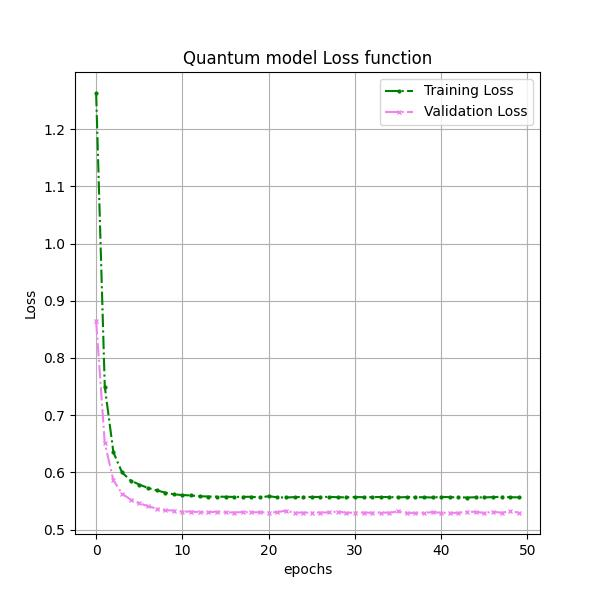 Quantum model Loss function
Training Loss
Validation Loss
Loss
1.2
1.1
1.0
0.9
0.8
0.7
0.6
0.5
0 10 20 30 40 50
epochs